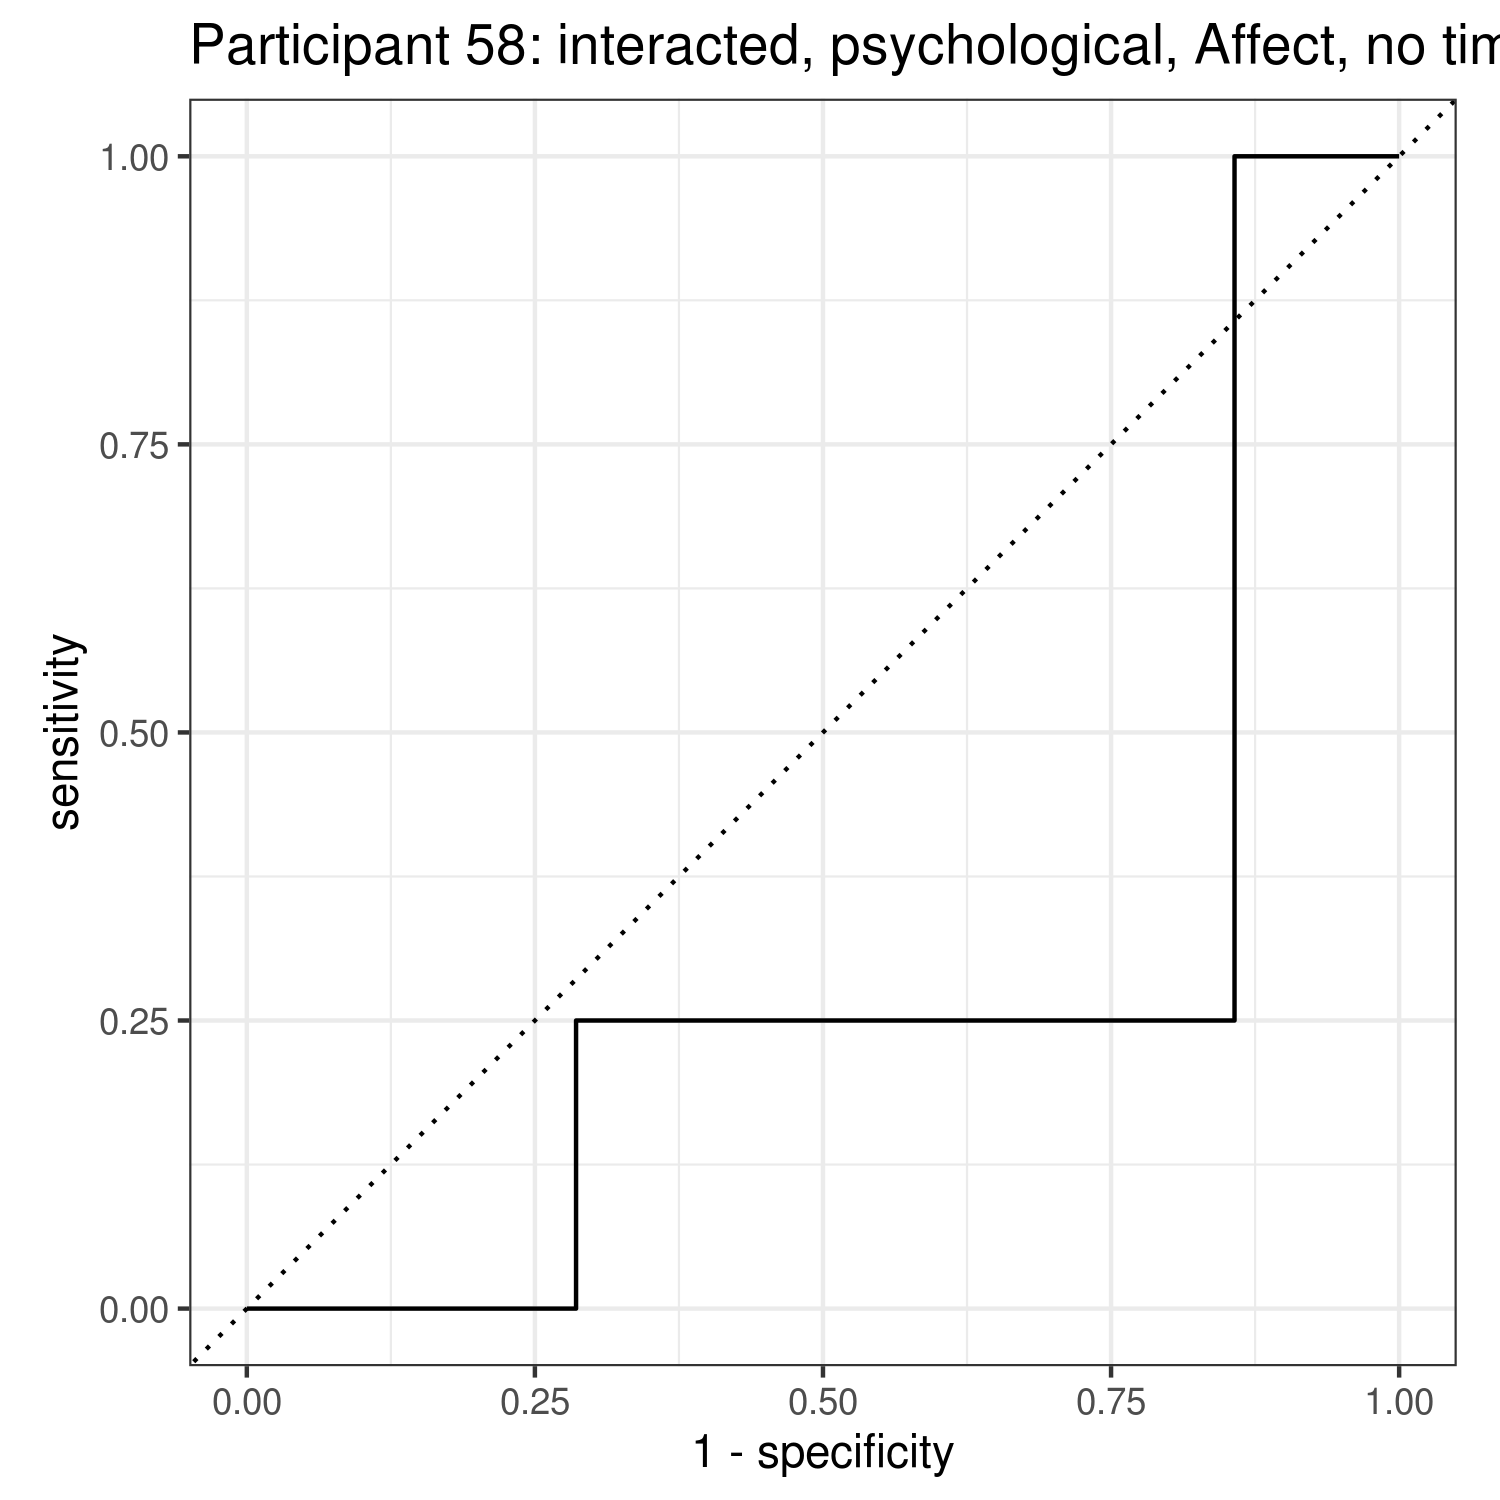 Participant 58: interacted, psychological, Affect, no tim
1.00
0.75
0.50
0.25
0.00
sensitivity
0.00 0.25 0.50 0.75 1.00
1 - specificity